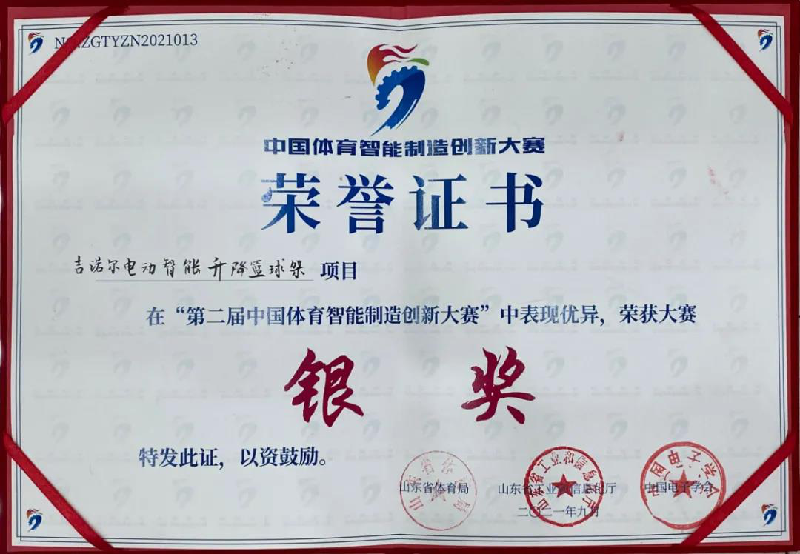 ZGTYZN2021013
中国体育智能制造创新大赛
荣誉证书
吉诺尔电动智能升降篮球架 项目
在“第二届中国体育智能制造创新大赛”中表现优异，荣获大赛
银 奖
特发此证，以资鼓励。
山东省体育局 山东省工业和信息化厅 中国电子学会
二〇二一年九月